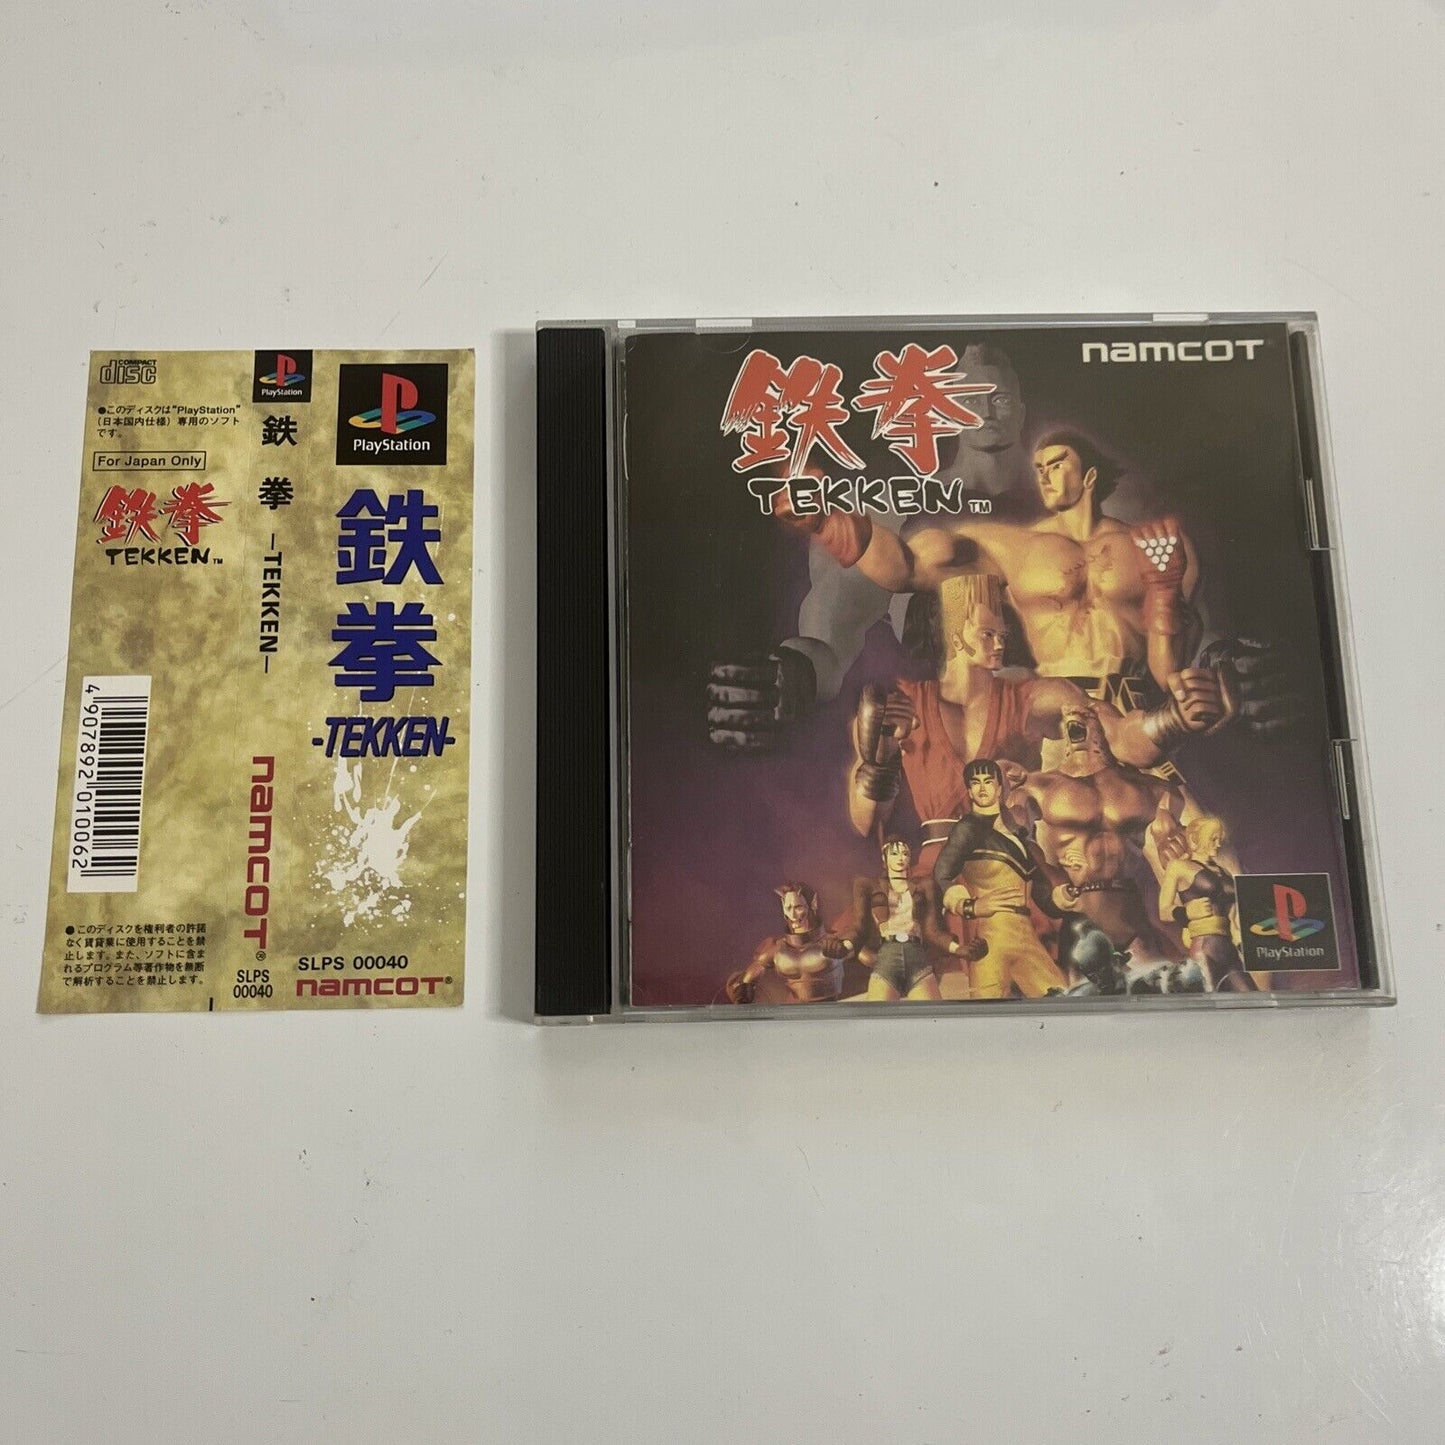 COMPACT
disc
●このディスクは"PlayStation"
(日本国内仕様)専用のソフト
です。
For Japan Only
鉄拳
TEKKEN™
4 907892 010062
●このディスクを権利者の許諾
なく賃貸業に使用することを禁
止します。また、ソフトに含ま
れるプログラム等著作物を無断
で解析することを禁止します。
PlayStation
鉄拳 -TEKKEN-
namcot®
SLPS
00040
PlayStation
鉄
拳
-TEKKEN-
SLPS 00040
namcot®
namcot
鉄拳
TEKKEN™
PlayStation